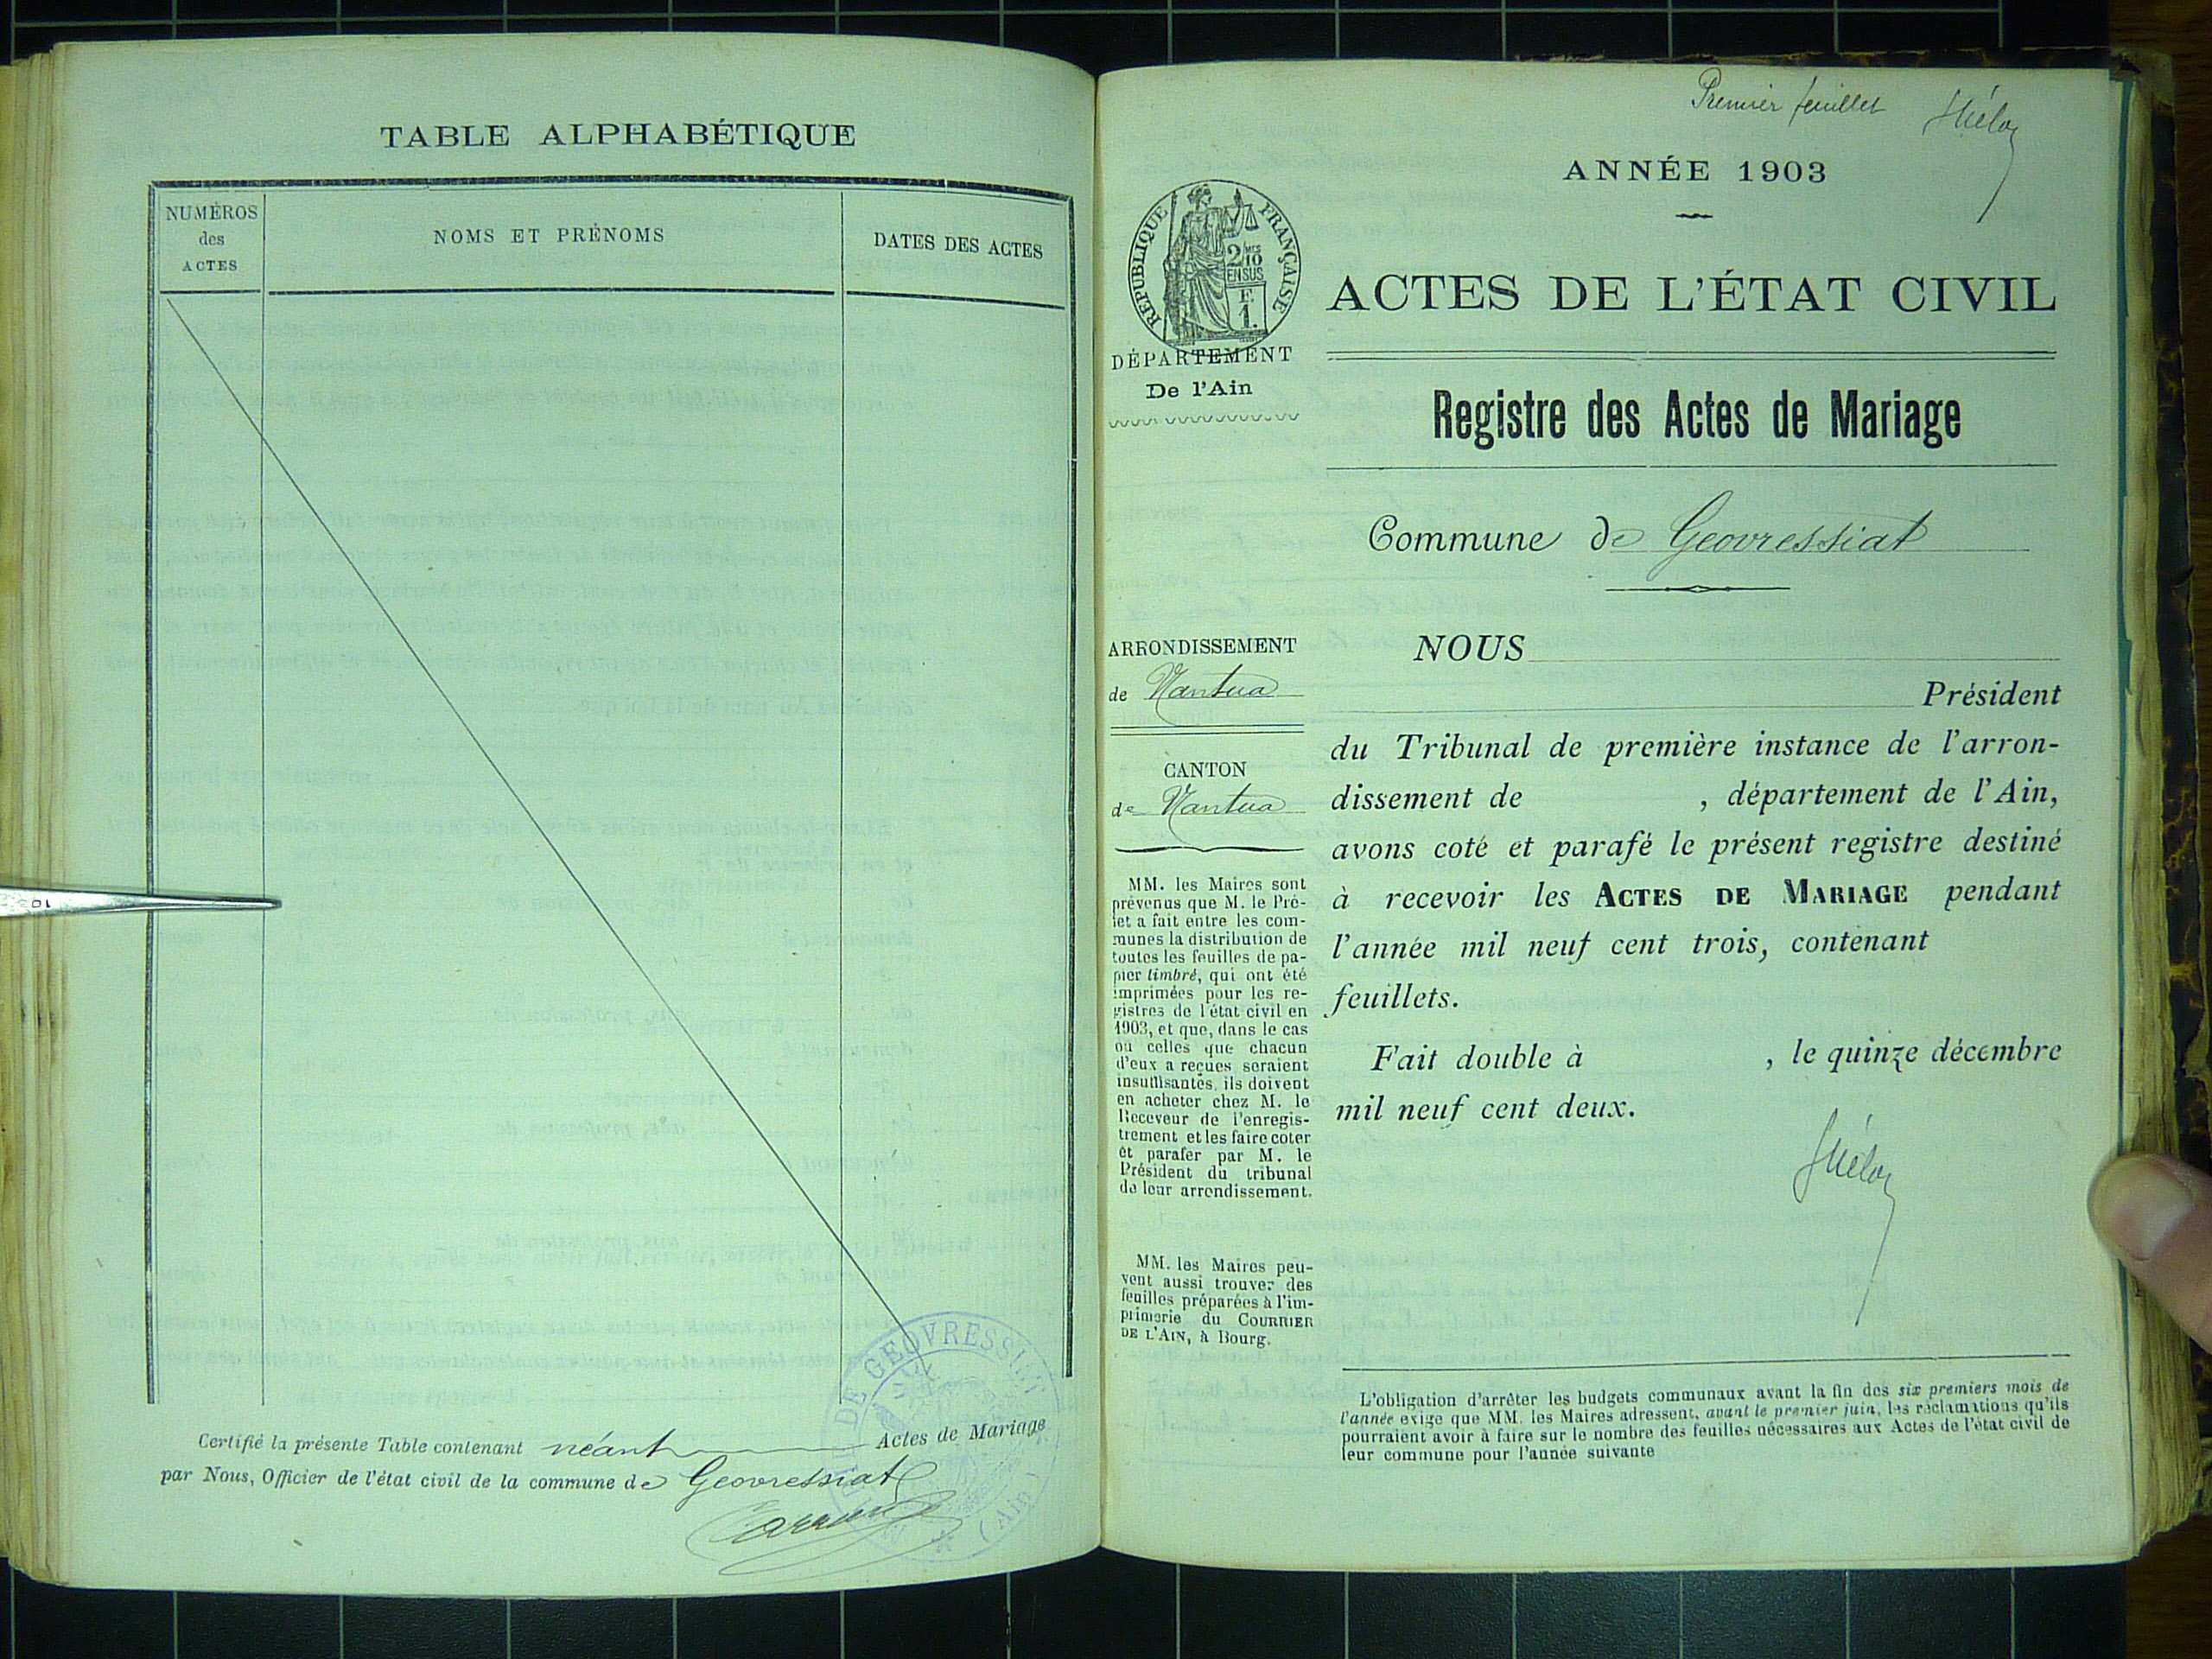 TABLE ALPHABÉTIQUE
NUMÉROS
des
ACTES
NOMS ET PRÉNOMS
DATES DES ACTES
10
Certifié la présente Table contenant néant Actes de Mariage
par Nous, Officier de l'état civil de la commune de Geovressiat
DE GEOVRESSIAT
(Ain)
Premier feuillet
ANNÉE 1903
RÉPUBLIQUE FRANÇAISE
2/10
EN SUS
F.
1.
ACTES DE L'ÉTAT CIVIL
DÉPARTEMENT
De l'Ain
Registre des Actes de Mariage
Commune de Geovressiat
ARRONDISSEMENT
de Nantua
CANTON
de Nantua
MM. les Maires sont
prévenus que M. le Pré-
fet a fait entre les com-
munes la distribution de
toutes les feuilles de pa-
pier timbré, qui ont été
imprimées pour les re-
gistres de l'état civil en
1903, et que, dans le cas
où celles que chacun
d'eux a reçues seraient
insuffisantes, ils doivent
en acheter chez M. le
Receveur de l'enregis-
trement et les faire coter
et parafer par M. le
Président du tribunal
de leur arrondissement.
MM. les Maires peu-
vent aussi trouver des
feuilles préparées à l'im-
primerie du COURRIER
DE L'AIN, à Bourg.
NOUS
Président
du Tribunal de première instance de l'arron-
dissement de , département de l'Ain,
avons coté et parafé le présent registre destiné
à recevoir les ACTES DE MARIAGE pendant
l'année mil neuf cent trois, contenant
feuillets.
Fait double à , le quinze décembre
mil neuf cent deux.
L'obligation d'arrêter les budgets communaux avant la fin des six premiers mois de
l'année exige que MM. les Maires adressent, avant le premier juin, les réclamations qu'ils
pourraient avoir à faire sur le nombre des feuilles nécessaires aux Actes de l'état civil de
leur commune pour l'année suivante